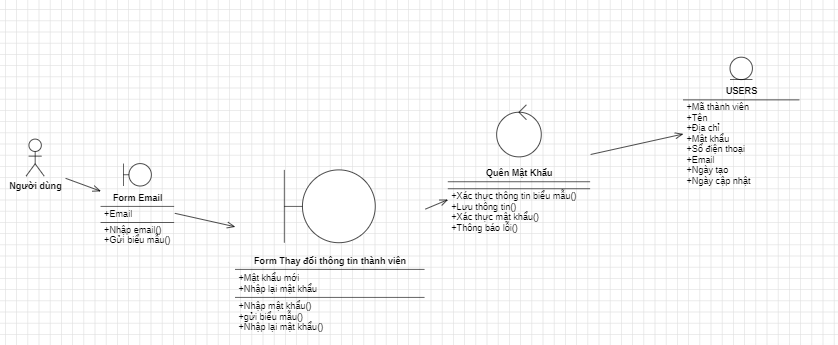 Người dùng
Form Email
+Email
+Nhập email()
+Gửi biểu mẫu()
Form Thay đổi thông tin thành viên
+Mật khẩu mới
+Nhập lại mật khẩu
+Nhập mật khẩu()
+gửi biểu mẫu()
+Nhập lại mật khẩu()
Quên Mật Khẩu
+Xác thực thông tin biểu mẫu()
+Lưu thông tin()
+Xác thực mật khẩu()
+Thông báo lỗi()
USERS
+Mã thành viên
+Tên
+Địa chỉ
+Mật khẩu
+Số điện thoại
+Email
+Ngày tạo
+Ngày cập nhật